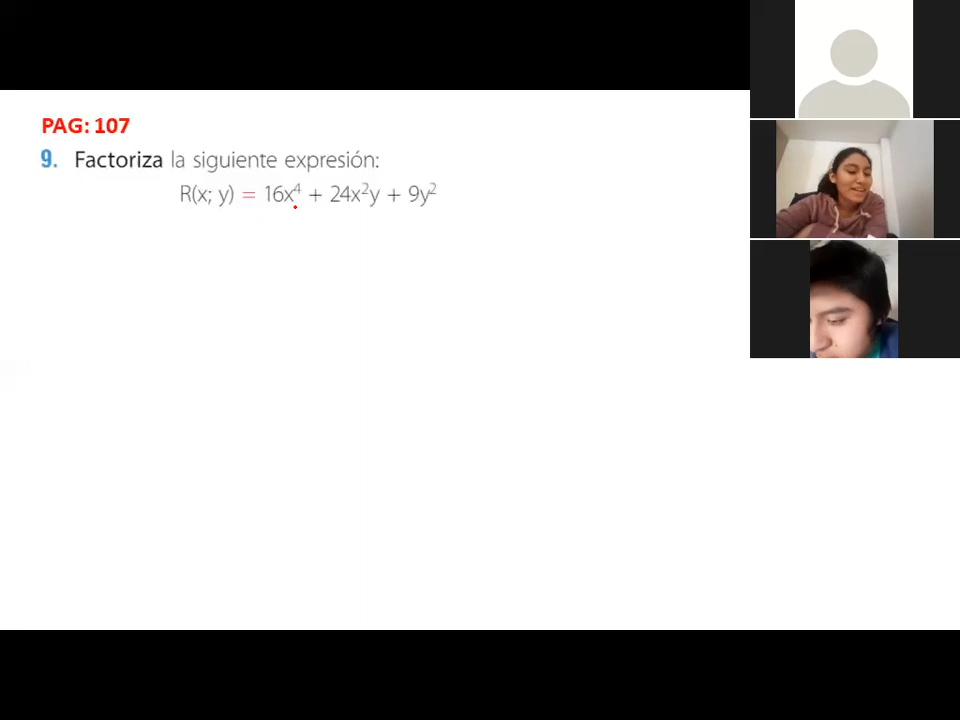 PAG: 107
9. Factoriza la siguiente expresión:
R(x; y) = 16x⁴ + 24x²y + 9y²